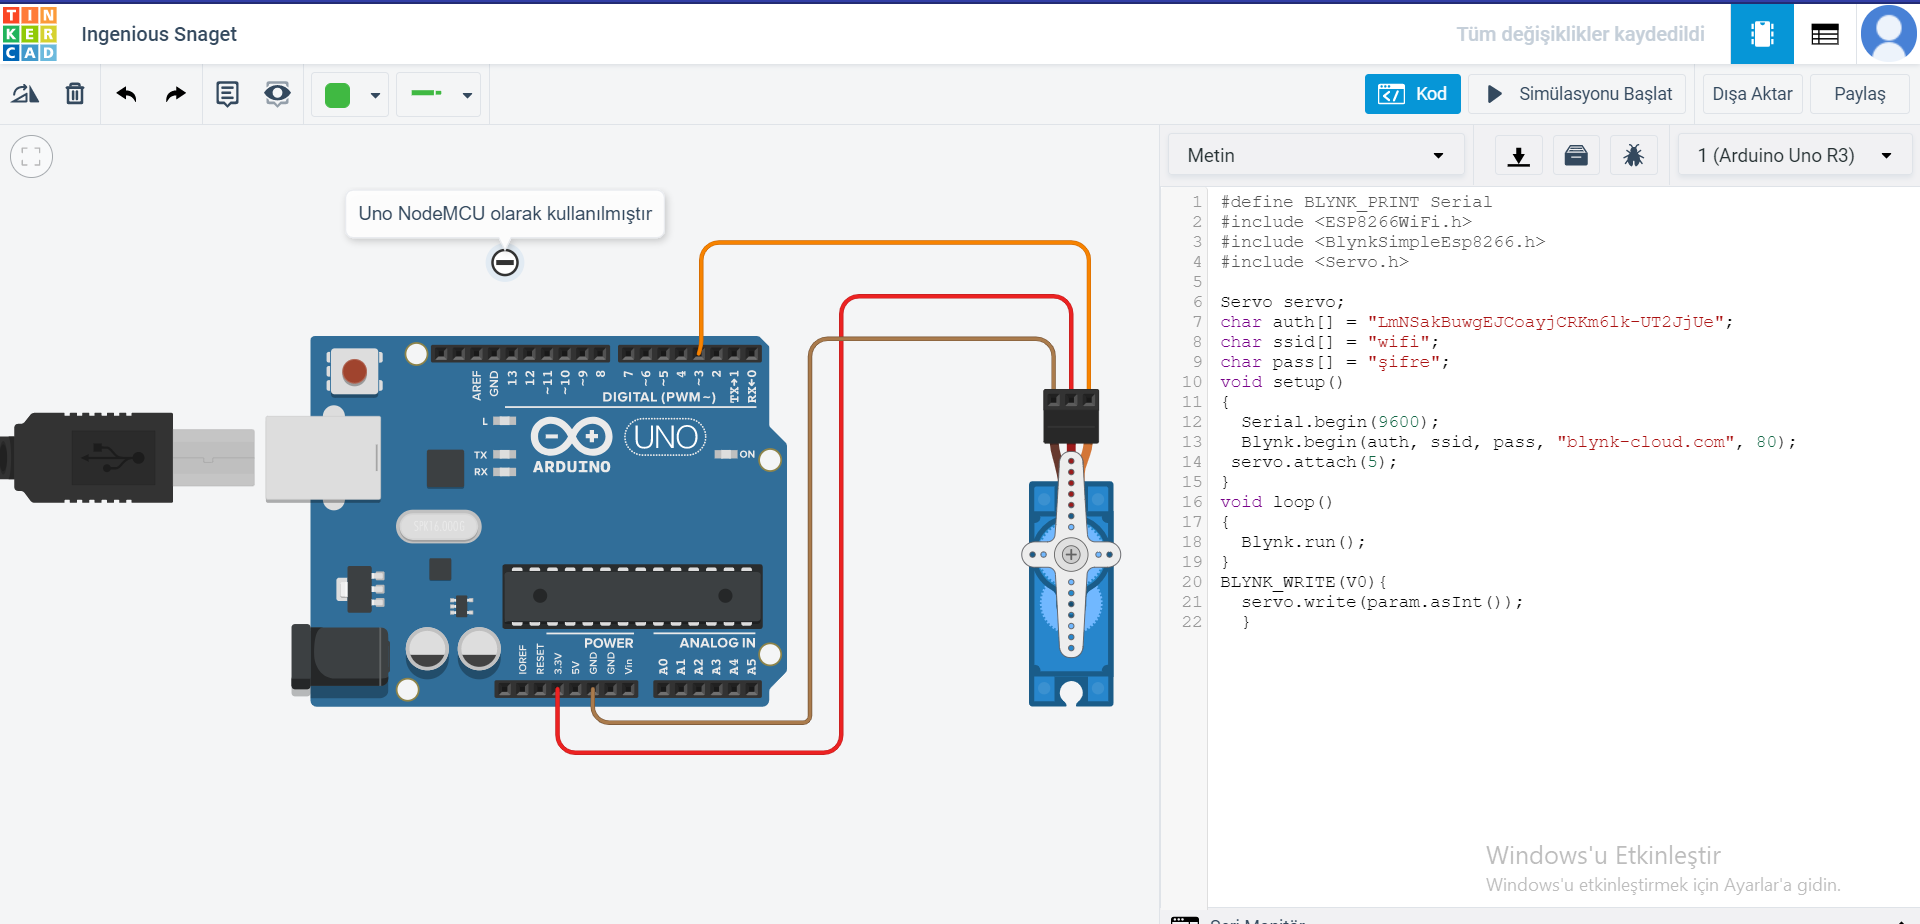 TINKERCAD
Ingenious Snaget
Tüm değişiklikler kaydedildi
Kod
Simülasyonu Başlat
Dışa Aktar
Paylaş
Metin
1 (Arduino Uno R3)
Uno NodeMCU olarak kullanılmıştır
AREF
GND
13
12
~11
~10
~9
8
7
~6
~5
4
~3
2
TX→1
RX←0
DIGITAL (PWM~)
L
TX
RX
ARDUINO
UNO
ON
POWER
ANALOG IN
IOREF
RESET
3.3V
5V
GND
GND
Vin
A0
A1
A2
A3
A4
A5
1 #define BLYNK_PRINT Serial
2 #include <ESP8266WiFi.h>
3 #include <BlynkSimpleEsp8266.h>
4 #include <Servo.h>
5
6 Servo servo;
7 char auth[] = "LmNSakBuwgEJCoayjCRKm6lk-UT2JjUe";
8 char ssid[] = "wifi";
9 char pass[] = "şifre";
10 void setup()
11 {
12 Serial.begin(9600);
13 Blynk.begin(auth, ssid, pass, "blynk-cloud.com", 80);
14 servo.attach(5);
15 }
16 void loop()
17 {
18 Blynk.run();
19 }
20 BLYNK_WRITE(V0){
21 servo.write(param.asInt());
22 }
Windows'u Etkinleştir
Windows'u etkinleştirmek için Ayarlar'a gidin.
Seri Monitör